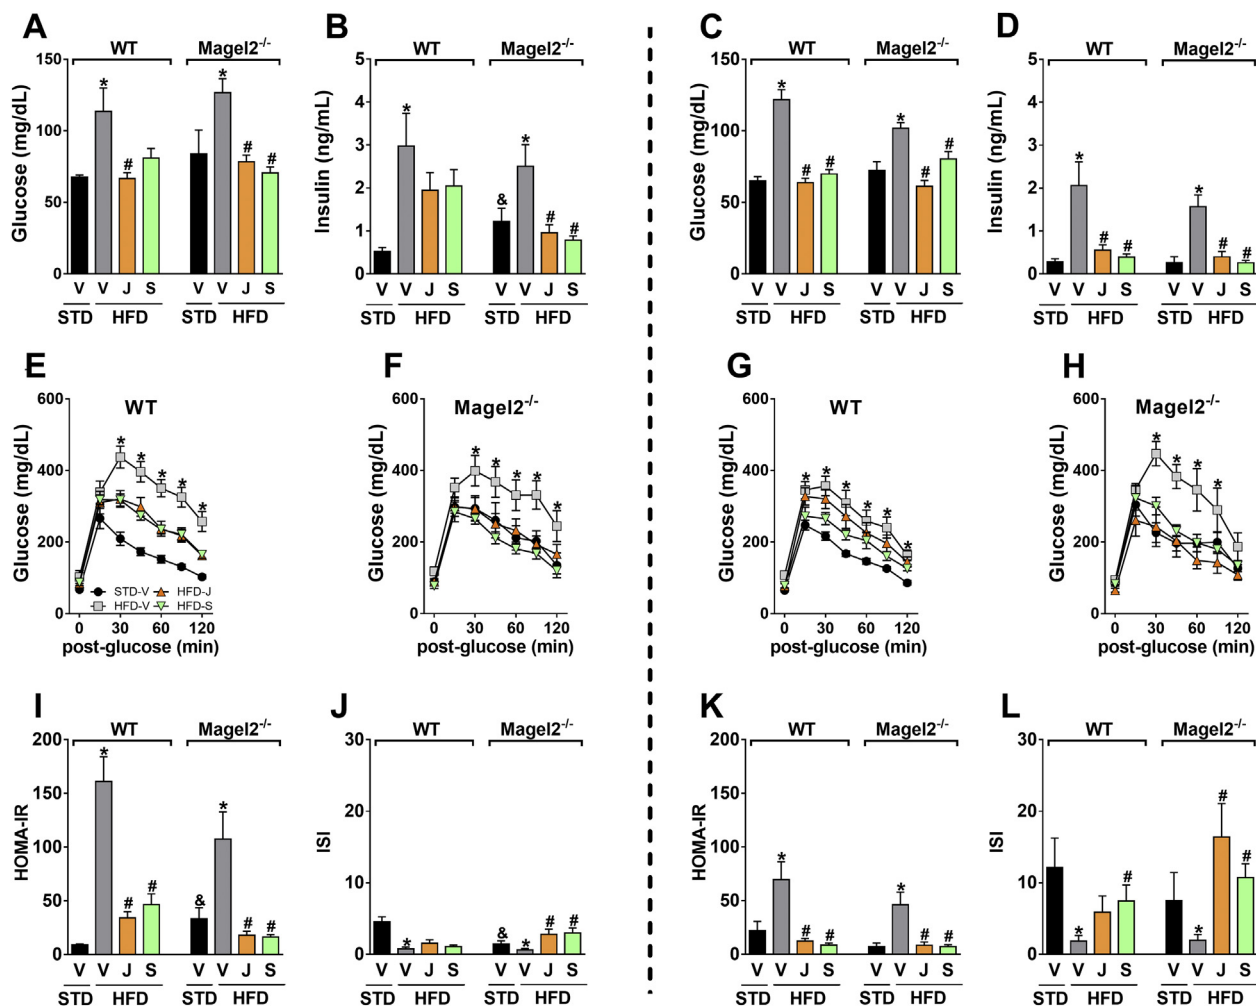 A
WT Magel2-/-
Glucose (mg/dL)
150
100
50
0
* # * # #
V V J S V V J S
STD HFD STD HFD
B
WT Magel2-/-
Insulin (ng/mL)
5
4
3
2
1
0
* & * # #
V V J S V V J S
STD HFD STD HFD
C
WT Magel2-/-
Glucose (mg/dL)
150
100
50
0
* # # * # #
V V J S V V J S
STD HFD STD HFD
D
WT Magel2-/-
Insulin (ng/mL)
5
4
3
2
1
0
* # # * # #
V V J S V V J S
STD HFD STD HFD
E
WT
Glucose (mg/dL)
600
400
200
0
* * * * *
STD-V HFD-J
HFD-V HFD-S
0 30 60 120
post-glucose (min)
F
Magel2-/-
Glucose (mg/dL)
600
400
200
0
* * * * *
0 30 60 120
post-glucose (min)
G
WT
Glucose (mg/dL)
600
400
200
0
* * * * * *
0 30 60 120
post-glucose (min)
H
Magel2-/-
Glucose (mg/dL)
600
400
200
0
* * * *
0 30 60 120
post-glucose (min)
I
WT Magel2-/-
HOMA-IR
200
150
100
50
0
* # # & * # #
V V J S V V J S
STD HFD STD HFD
J
WT Magel2-/-
ISI
30
20
10
0
* & * # #
V V J S V V J S
STD HFD STD HFD
K
WT Magel2-/-
HOMA-IR
200
150
100
50
0
* # # * # #
V V J S V V J S
STD HFD STD HFD
L
WT Magel2-/-
ISI
30
20
10
0
* # * # #
V V J S V V J S
STD HFD STD HFD